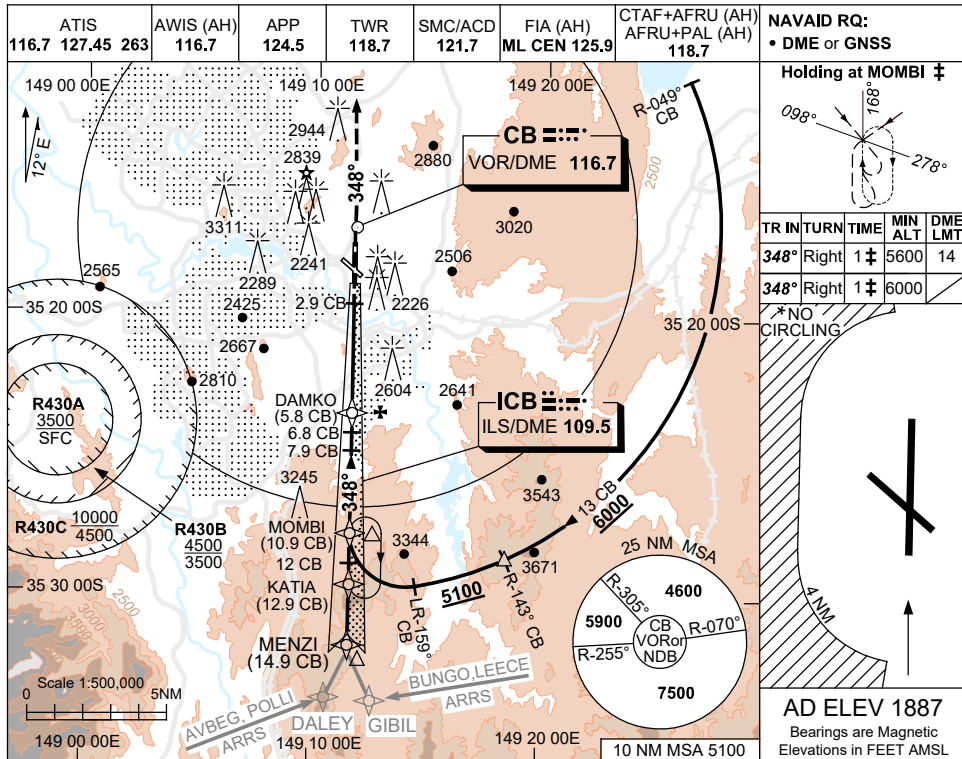 ATIS
116.7 127.45 263
AWIS (AH)
116.7
APP
124.5
TWR
118.7
SMC/ACD
121.7
FIA (AH)
ML CEN 125.9
CTAF+AFRU (AH)
AFRU+PAL (AH)
118.7
NAVAID RQ:
• DME or GNSS
Holding at MOMBI ‡
168°
098°
278°
TR IN TURN TIME MIN ALT DME LMT
348° Right 1 ‡ 5600 14
348° Right 1 ‡ 6000
*NO
CIRCLING
4 NM
AD ELEV 1887
Bearings are Magnetic
Elevations in FEET AMSL
149 00 00E
149 10 00E
149 20 00E
12° E
2944
2839
3311
2241
2289
2565
2425
2667
2810
348°
CB
VOR/DME 116.7
2880
3020
2506
2226
2500
R-049°
CB
35 20 00S
35 20 00S
2.9 CB
2604
2641
DAMKO
(5.8 CB)
6.8 CB
7.9 CB
ICB
ILS/DME 109.5
R430A
3500
SFC
R430C 10000
4500
R430B
4500
3500
3245
348°
MOMBI
(10.9 CB)
12 CB
KATIA
(12.9 CB)
MENZI
(14.9 CB)
3543
13 CB
6000
3344
3671
5100
LR-159°
CB
R-143° CB
35 30 00S
2500
3000
3500
25 NM MSA
R-305°
4600
5900
CB
VORor
NDB
R-070°
R-255°
7500
Scale 1:500,000
0 5NM
AVBEG, POLLI
ARRS
BUNGO,LEECE
ARRS
DALEY
GIBIL
149 00 00E
149 10 00E
149 20 00E
10 NM MSA 5100